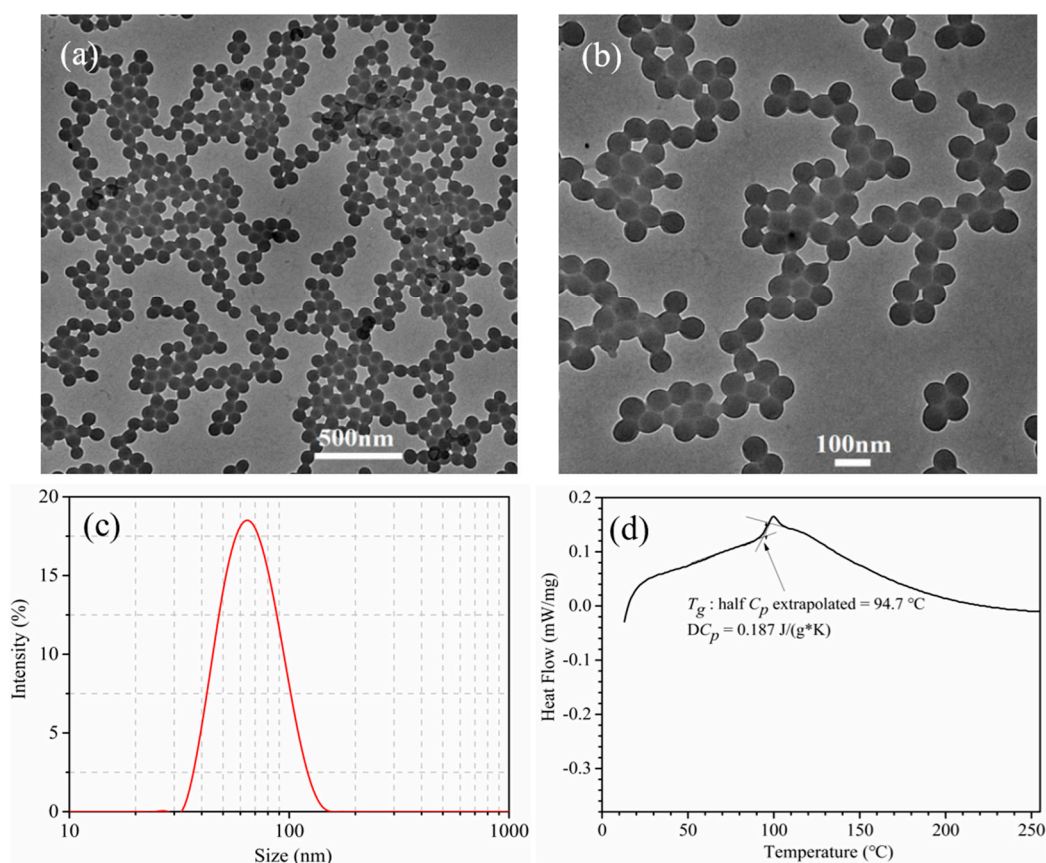 (a)
500nm
(b)
100nm
(c)
20
15
10
5
0
Intensity (%)
10
100
1000
Size (nm)
(d)
0.2
0.1
0.0
-0.1
-0.2
-0.3
Heat Flow (mW/mg)
Tg : half Cp extrapolated = 94.7 ℃
DCp = 0.187 J/(g*K)
0
50
100
150
200
250
Temperature (℃)